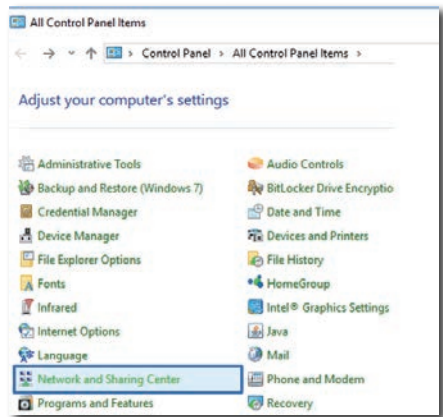 All Control Panel Items
Control Panel > All Control Panel Items >
Adjust your computer's settings
Administrative Tools
Audio Controls
Backup and Restore (Windows 7)
BitLocker Drive Encryptio
Credential Manager
Date and Time
Device Manager
Devices and Printers
File Explorer Options
File History
Fonts
HomeGroup
Infrared
Intel® Graphics Settings
Internet Options
Java
Language
Mail
Network and Sharing Center
Phone and Modem
Programs and Features
Recovery